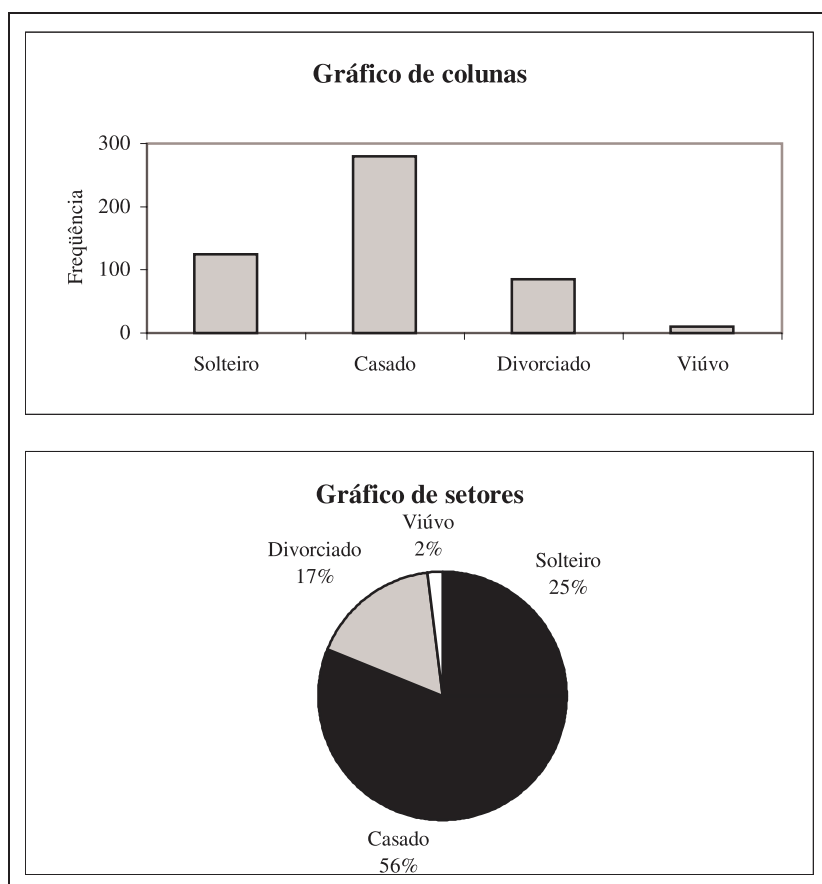 Gráfico de colunas
300
200
100
0
Freqüência
Solteiro Casado Divorciado Viúvo
Gráfico de setores
Viúvo
2%
Divorciado
17%
Solteiro
25%
Casado
56%